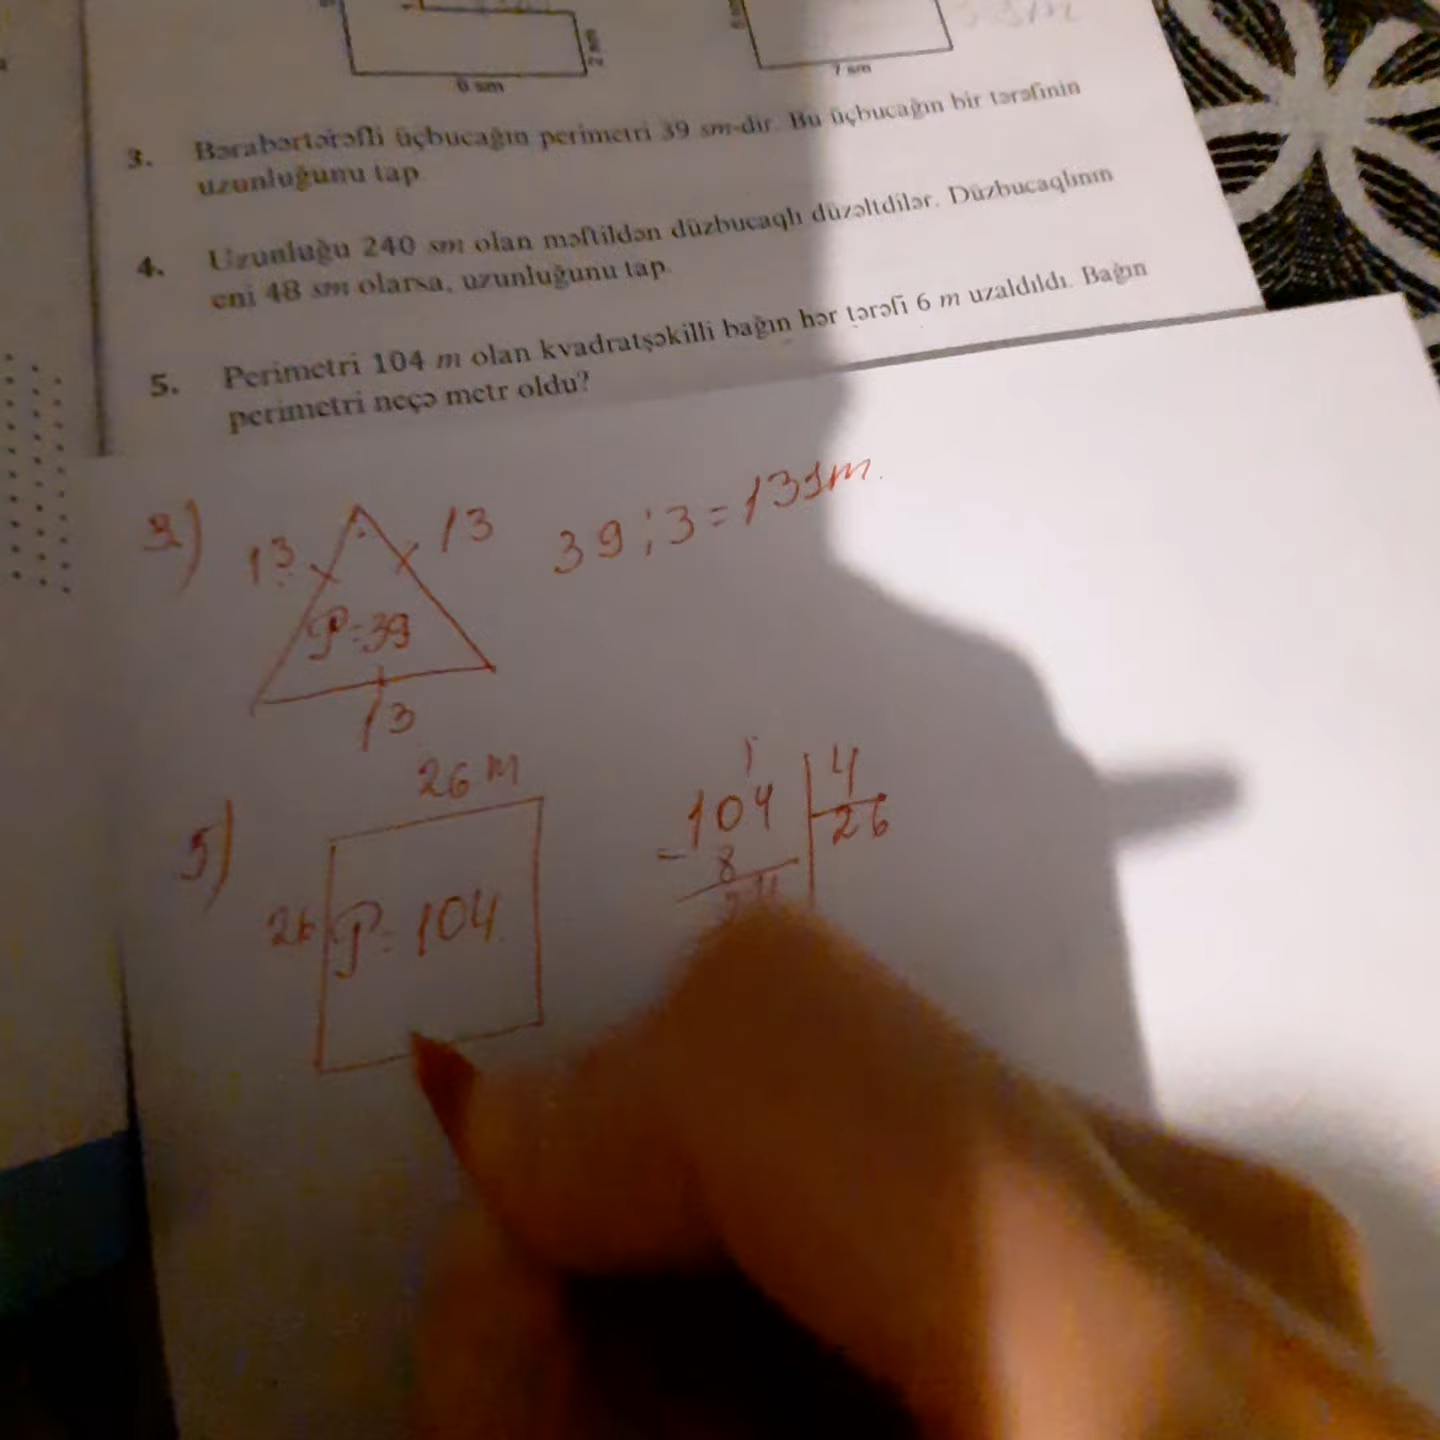 6 sm
7 sm
3. Bərabərtərəfli üçbucağın perimetri 39 sm-dir. Bu üçbucağın bir tərəfinin
uzunluğunu tap.
4. Uzunluğu 240 sm olan məftildən düzbucaqlı düzəltdilər. Düzbucaqlının
eni 48 sm olarsa, uzunluğunu tap.
5. Perimetri 104 m olan kvadratşəkilli bağın hər tərəfi 6 m uzaldıldı. Bağın
perimetri neçə metr oldu?
3) 13 13 39:3=13sm.
P=39
13
26 m
5) 104 4
26
8
26 P=104